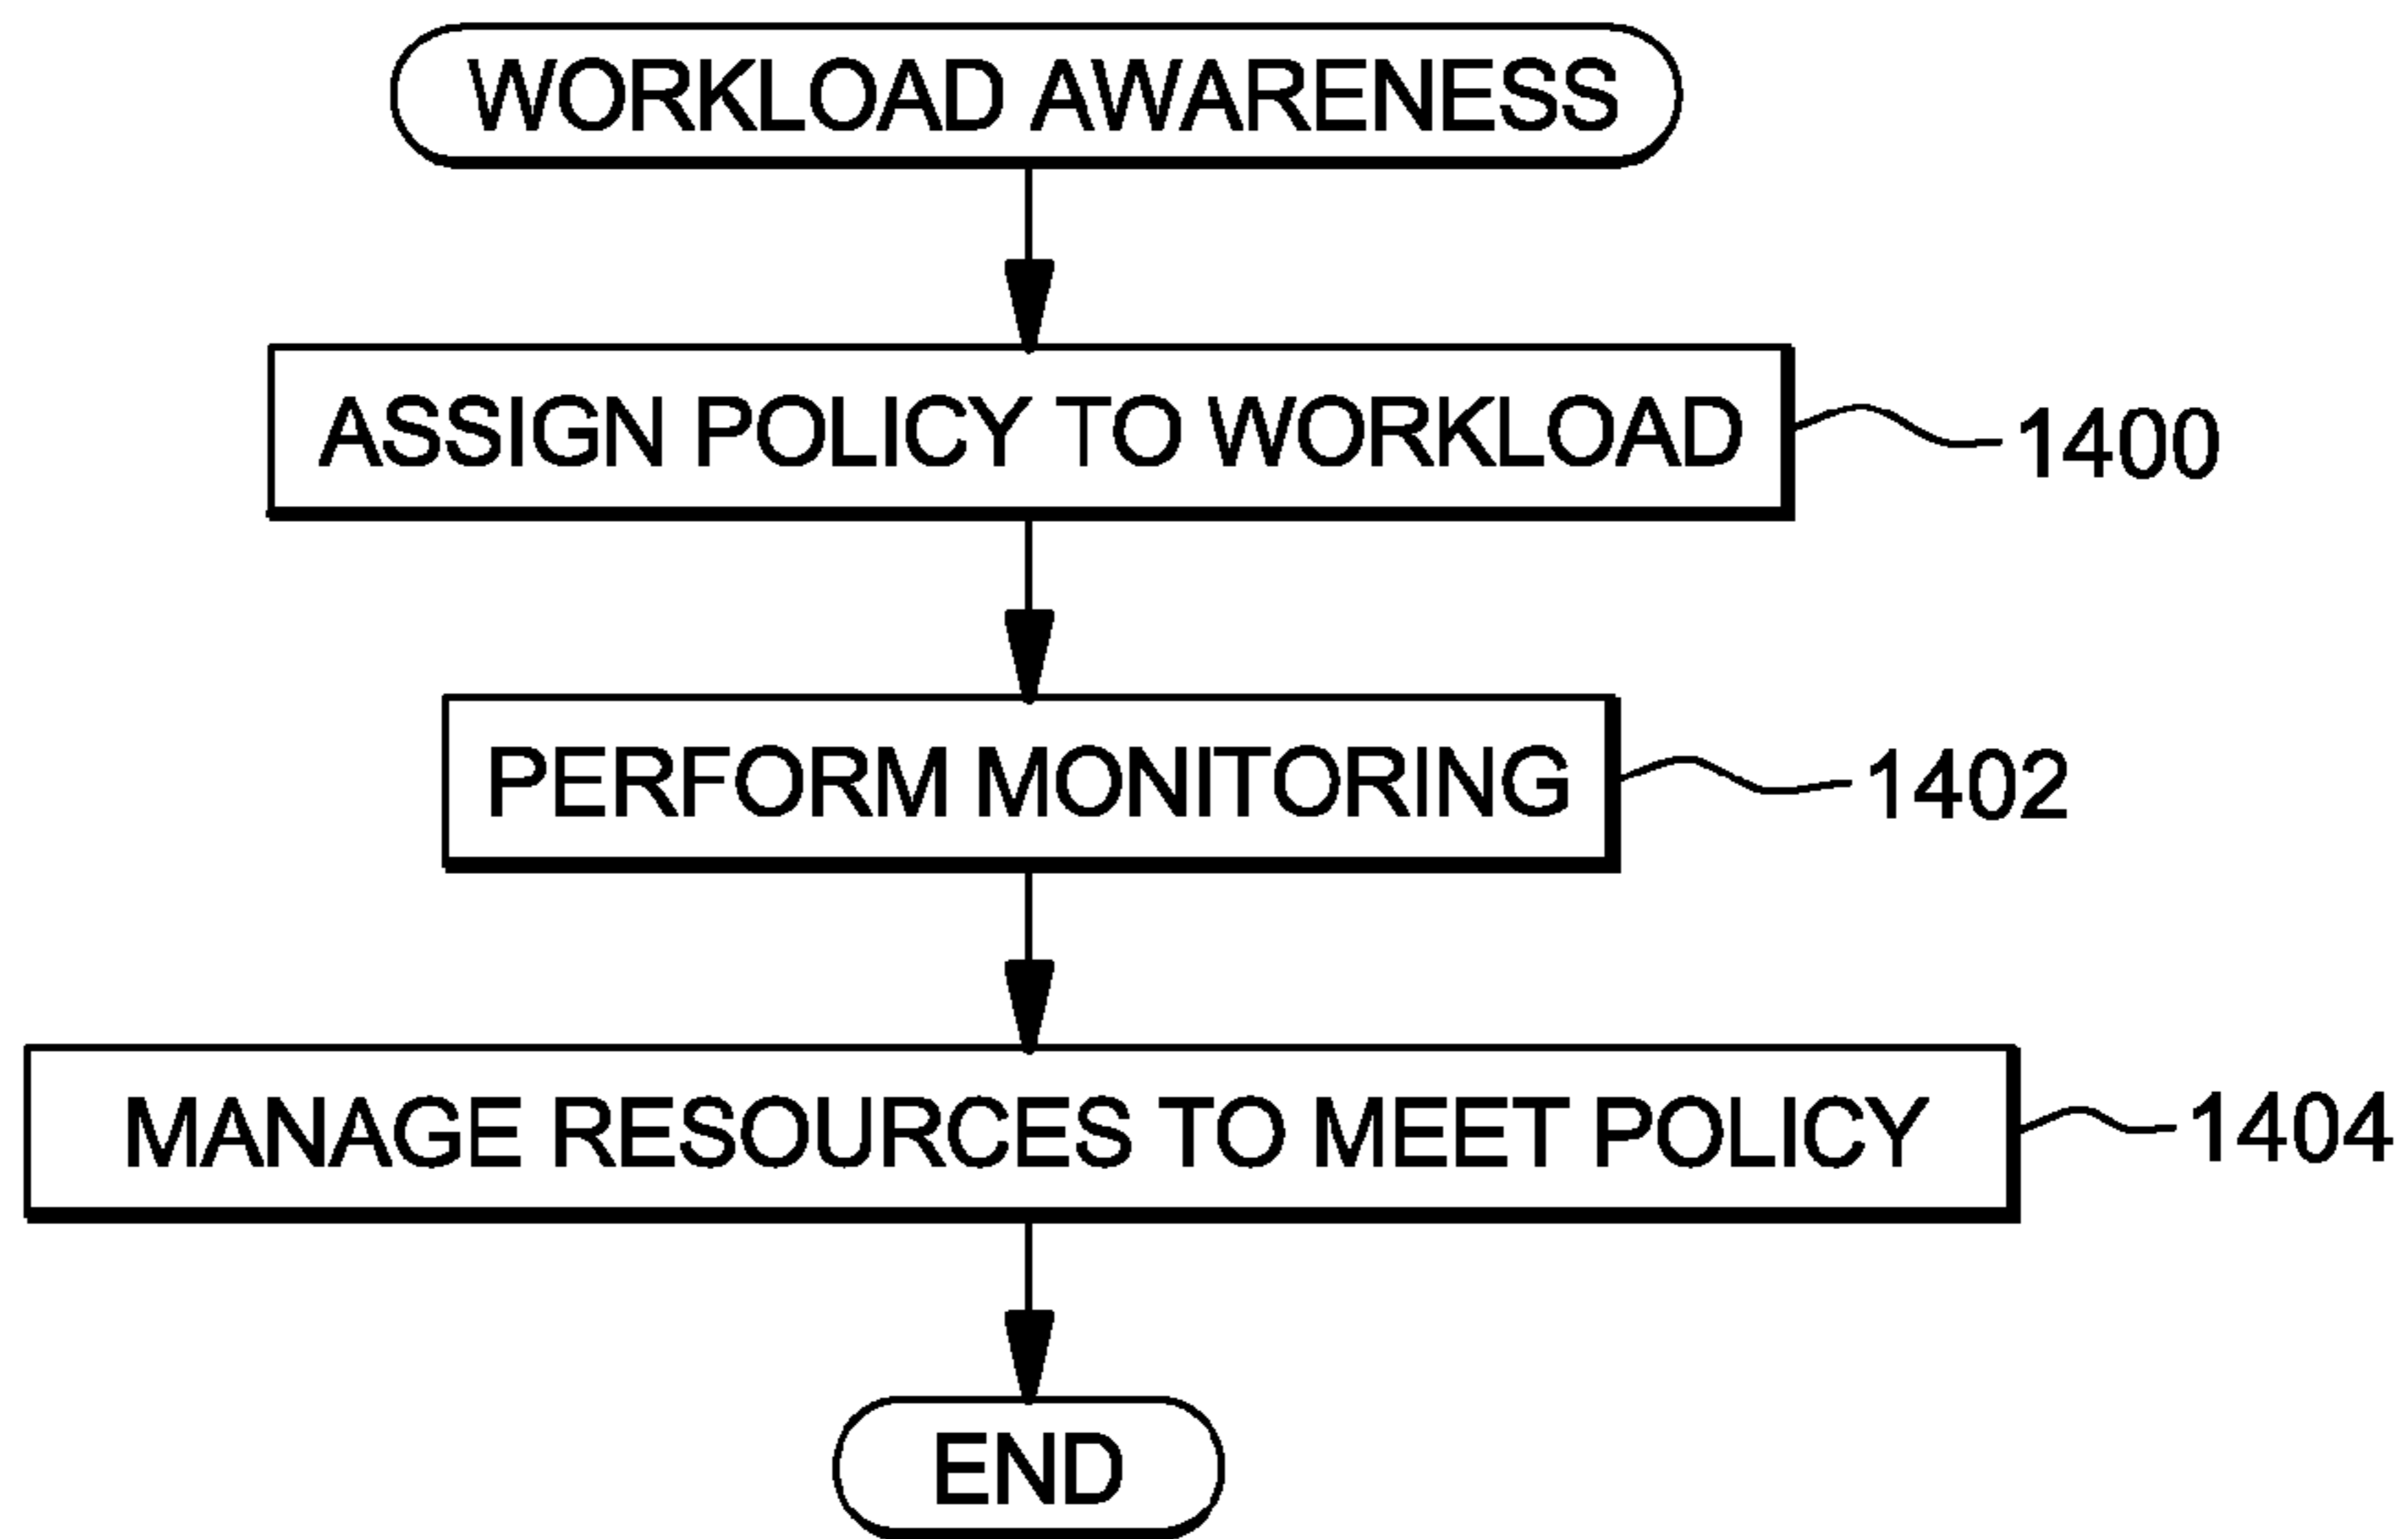 WORKLOAD AWARENESS
ASSIGN POLICY TO WORKLOAD
1400
PERFORM MONITORING
1402
MANAGE RESOURCES TO MEET POLICY
1404
END